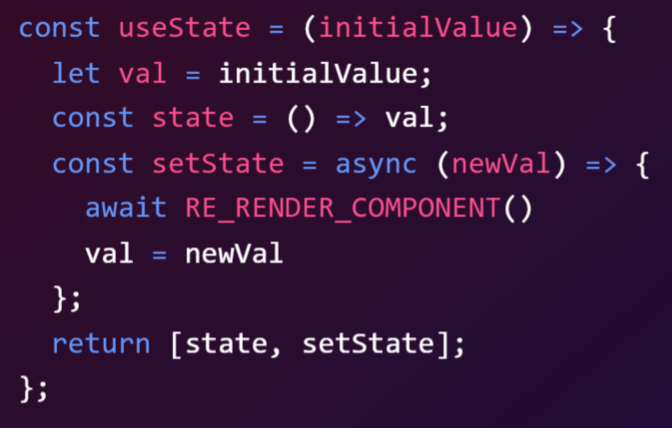 const useState = (initialValue) => {
  let val = initialValue;
  const state = () => val;
  const setState = async (newVal) => {
    await RE_RENDER_COMPONENT()
    val = newVal
  };
  return [state, setState];
};